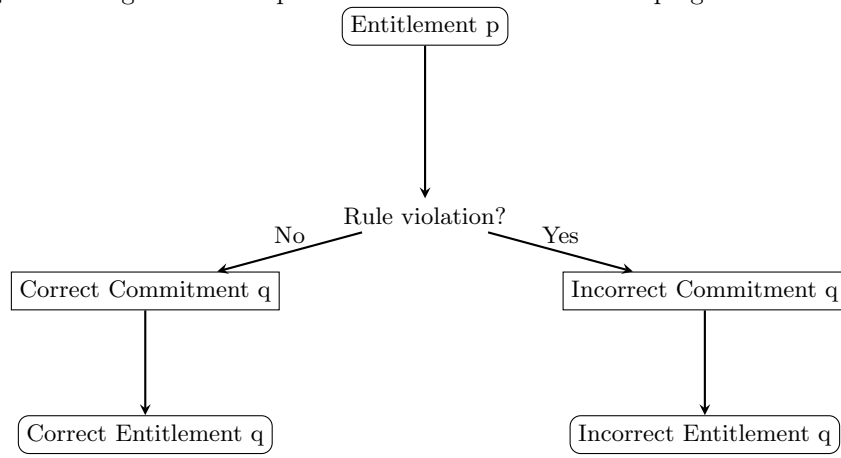 Entitlement p
Rule violation?
No
Yes
Correct Commitment q
Incorrect Commitment q
Correct Entitlement q
Incorrect Entitlement q